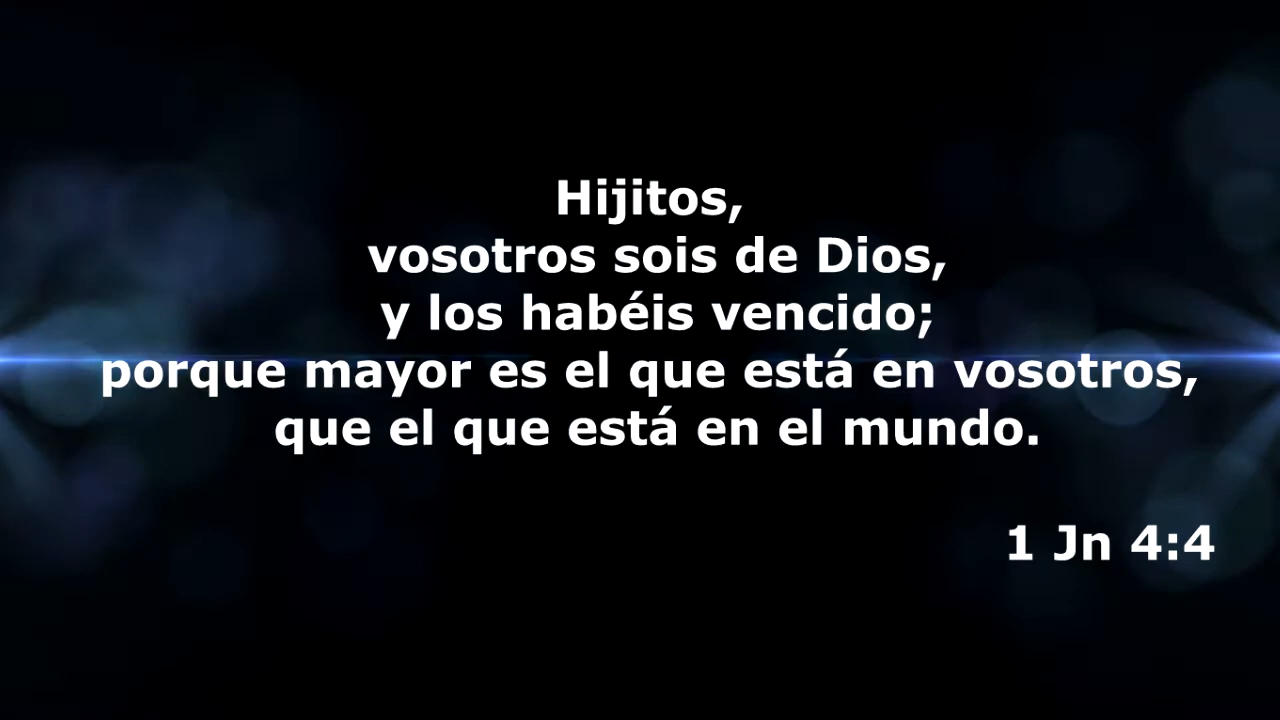 Hijitos,
vosotros sois de Dios,
y los habéis vencido;
porque mayor es el que está en vosotros,
que el que está en el mundo.
1 Jn 4:4